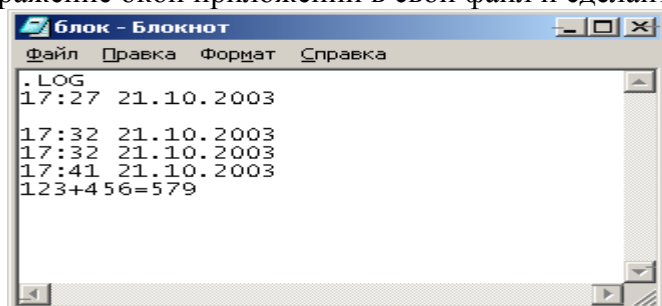 ражение окон приложений в свой файл и сделан
блок - Блокнот
Файл Правка Формат Справка
.LOG
17:27 21.10.2003
17:32 21.10.2003
17:32 21.10.2003
17:41 21.10.2003
123+456=579